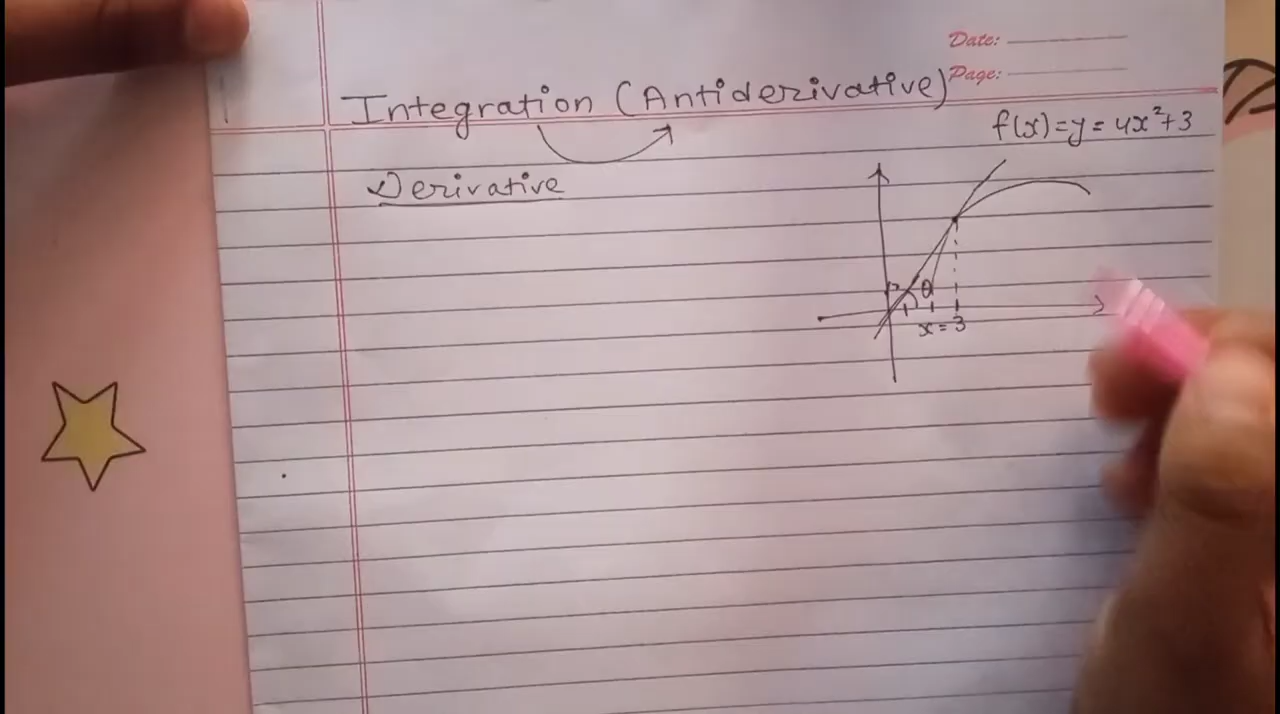 Date:
Page:
Integration (Antiderivative)
f(x)=y=4x²+3
Derivative
θ
x=3